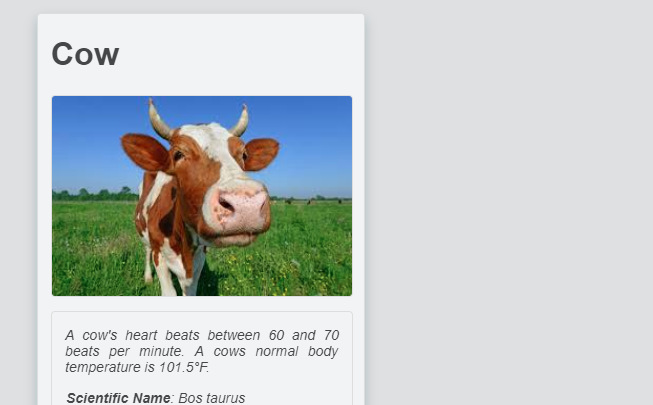 Cow
A cow's heart beats between 60 and 70
beats per minute. A cows normal body
temperature is 101.5°F.
Scientific Name: Bos taurus